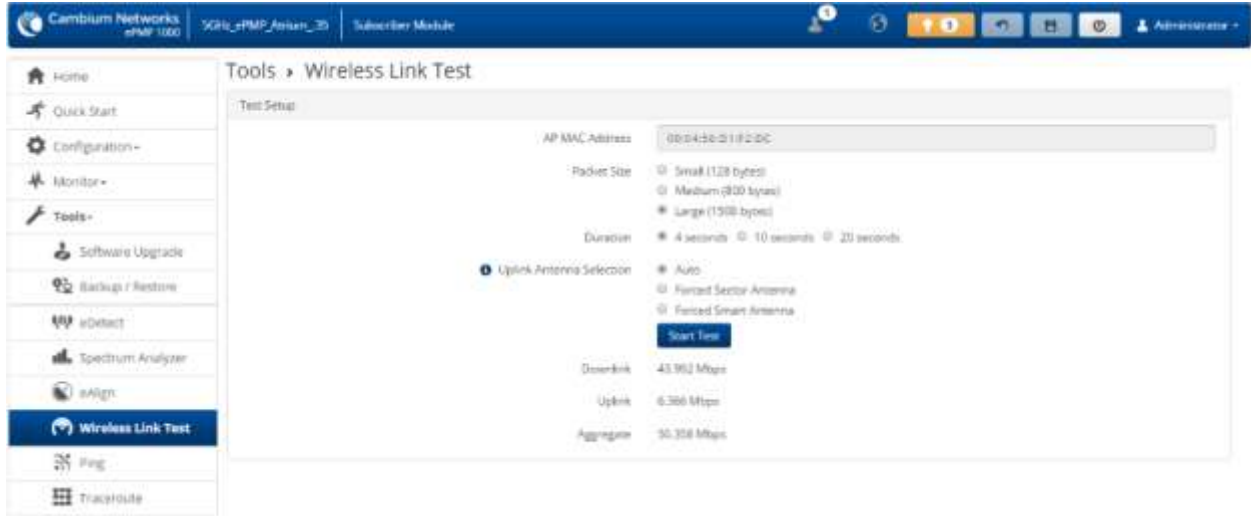 Cambium Networks
ePMP 1000
5GHz_ePMP_Atrium_35
Subscriber Module
1
1
Administrator
Home
Quick Start
Configuration
Monitor
Tools
Software Upgrade
Backup / Restore
eDetect
Spectrum Analyzer
eAlign
Wireless Link Test
Ping
Traceroute
Tools › Wireless Link Test
Test Setup
AP MAC Address
Packet Size
Small (128 bytes)
Medium (800 bytes)
Large (1500 bytes)
Duration
4 seconds 10 seconds 20 seconds
Uplink Antenna Selection
Auto
Forced Sector Antenna
Forced Smart Antenna
Start Test
Downlink
Mbps
Uplink
Mbps
Aggregate
Mbps